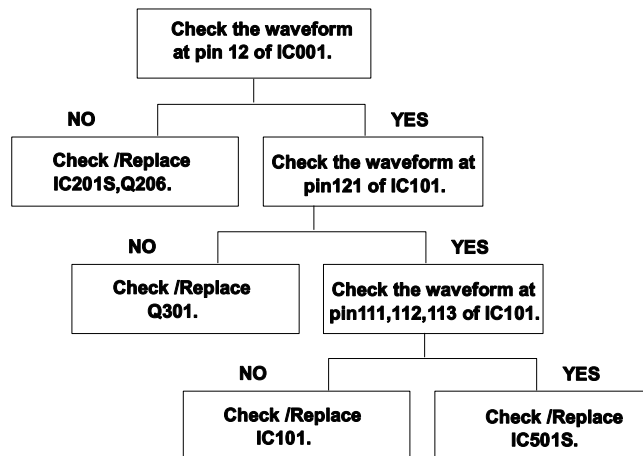 Check the waveform
at pin 12 of IC001.
NO
YES
Check /Replace
IC201S,Q206.
Check the waveform at
pin121 of IC101.
NO
YES
Check /Replace
Q301.
Check the waveform at
pin111,112,113 of IC101.
NO
YES
Check /Replace
IC101.
Check /Replace
IC501S.